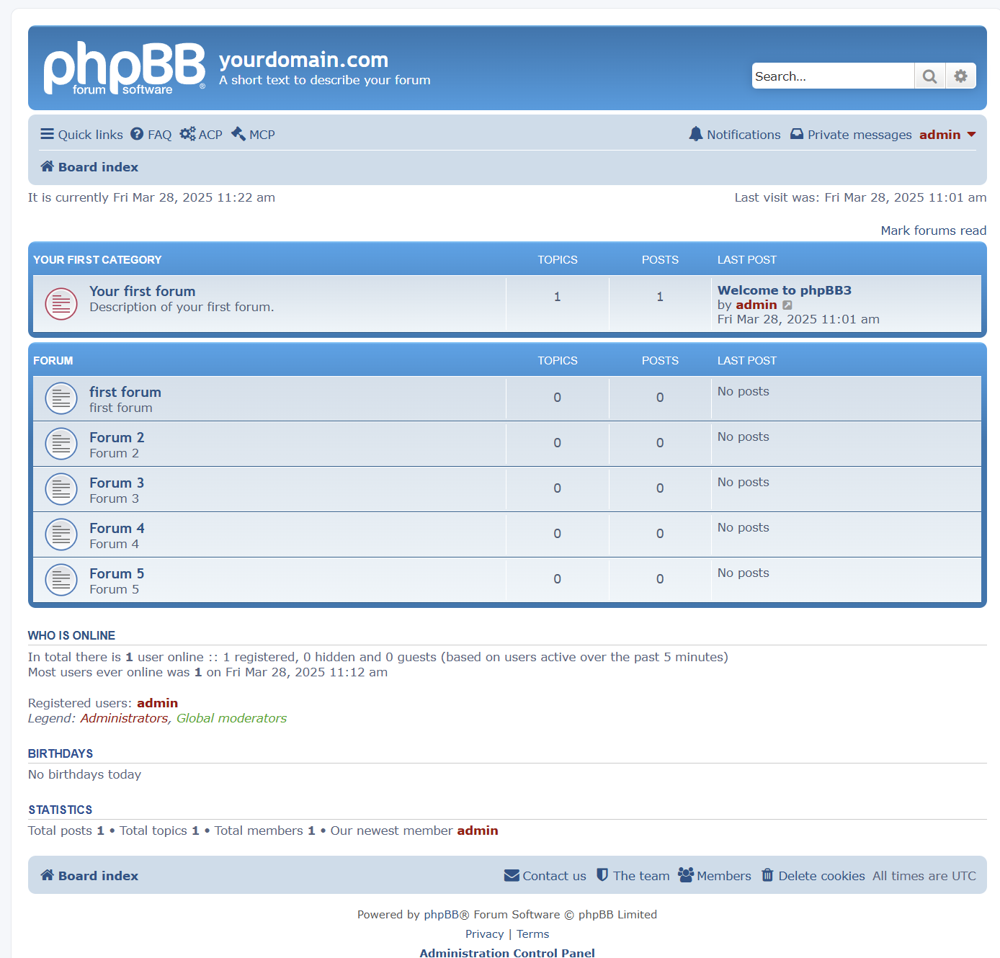 phpBB
forum software ®
yourdomain.com
A short text to describe your forum
Search...
Quick links FAQ ACP MCP
Notifications Private messages admin
Board index
It is currently Fri Mar 28, 2025 11:22 am
Last visit was: Fri Mar 28, 2025 11:01 am
Mark forums read
YOUR FIRST CATEGORY TOPICS POSTS LAST POST
Your first forum
Description of your first forum.
1 1
Welcome to phpBB3
by admin
Fri Mar 28, 2025 11:01 am
FORUM TOPICS POSTS LAST POST
first forum
first forum
0 0 No posts
Forum 2
Forum 2
0 0 No posts
Forum 3
Forum 3
0 0 No posts
Forum 4
Forum 4
0 0 No posts
Forum 5
Forum 5
0 0 No posts
WHO IS ONLINE
In total there is 1 user online :: 1 registered, 0 hidden and 0 guests (based on users active over the past 5 minutes)
Most users ever online was 1 on Fri Mar 28, 2025 11:12 am
Registered users: admin
Legend: Administrators, Global moderators
BIRTHDAYS
No birthdays today
STATISTICS
Total posts 1 • Total topics 1 • Total members 1 • Our newest member admin
Board index
Contact us The team Members Delete cookies All times are UTC
Powered by phpBB® Forum Software © phpBB Limited
Privacy | Terms
Administration Control Panel